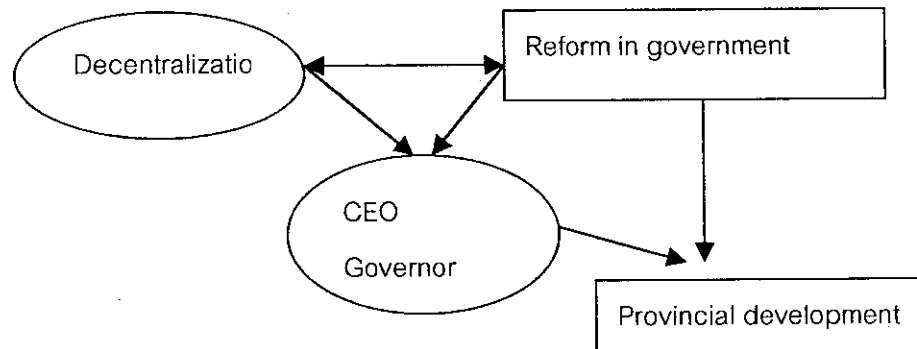 Decentralizatio
Reform in government
CEO
Governor
Provincial development